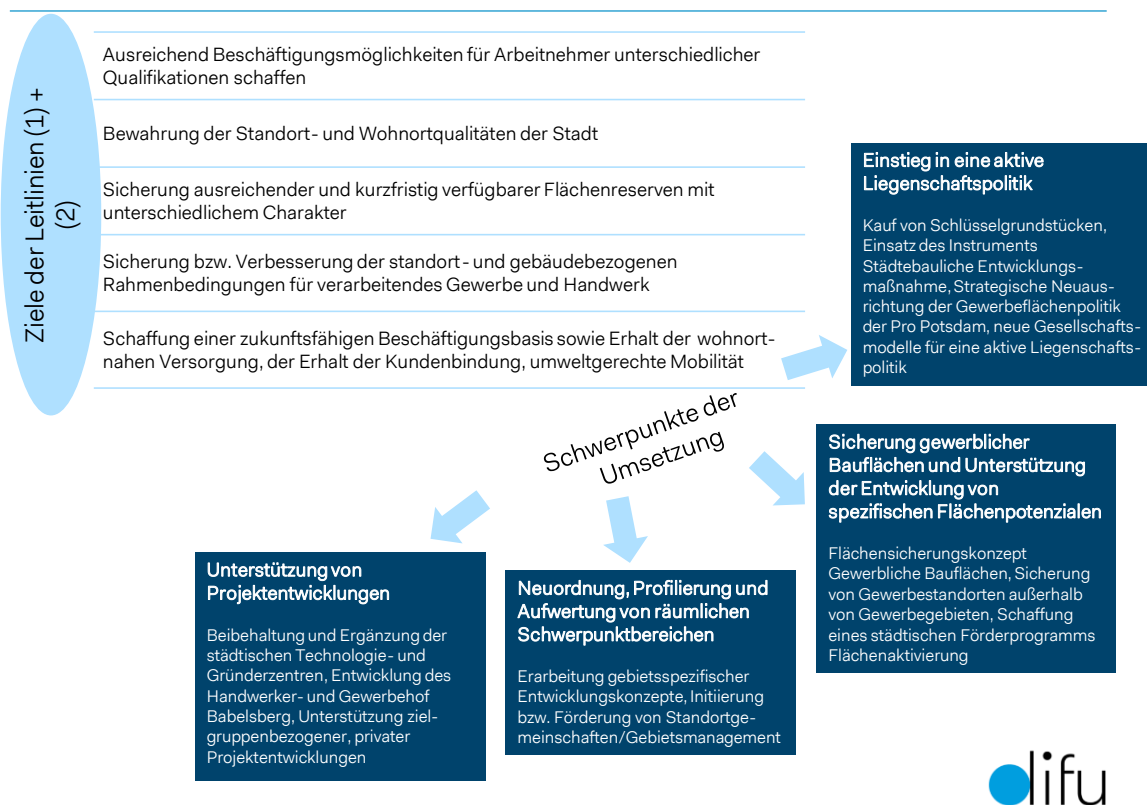 Ziele der Leitlinien (1) +
(2)
Ausreichend Beschäftigungsmöglichkeiten für Arbeitnehmer unterschiedlicher
Qualifikationen schaffen
Bewahrung der Standort- und Wohnortqualitäten der Stadt
Sicherung ausreichender und kurzfristig verfügbarer Flächenreserven mit
unterschiedlichem Charakter
Sicherung bzw. Verbesserung der standort- und gebäudebezogenen
Rahmenbedingungen für verarbeitendes Gewerbe und Handwerk
Schaffung einer zukunftsfähigen Beschäftigungsbasis sowie Erhalt der wohnort-
nahen Versorgung, der Erhalt der Kundenbindung, umweltgerechte Mobilität
Einstieg in eine aktive
Liegenschaftspolitik
Kauf von Schlüsselgrundstücken,
Einsatz des Instruments
Städtebauliche Entwicklungs-
maßnahme, Strategische Neuaus-
richtung der Gewerbeflächenpolitik
der Pro Potsdam, neue Gesellschafts-
modelle für eine aktive Liegenschafts-
politik
Schwerpunkte der
Umsetzung
Sicherung gewerblicher
Bauflächen und Unterstützung
der Entwicklung von
spezifischen Flächenpotenzialen
Flächensicherungskonzept
Gewerbliche Bauflächen, Sicherung
von Gewerbestandorten außerhalb
von Gewerbegebieten, Schaffung
eines städtischen Förderprogramms
Flächenaktivierung
Unterstützung von
Projektentwicklungen
Beibehaltung und Ergänzung der
städtischen Technologie- und
Gründerzentren, Entwicklung des
Handwerker- und Gewerbehof
Babelsberg, Unterstützung ziel-
gruppenbezogener, privater
Projektentwicklungen
Neuordnung, Profilierung und
Aufwertung von räumlichen
Schwerpunktbereichen
Erarbeitung gebietsspezifischer
Entwicklungskonzepte, Initiierung
bzw. Förderung von Standortge-
meinschaften/Gebietsmanagement
difu